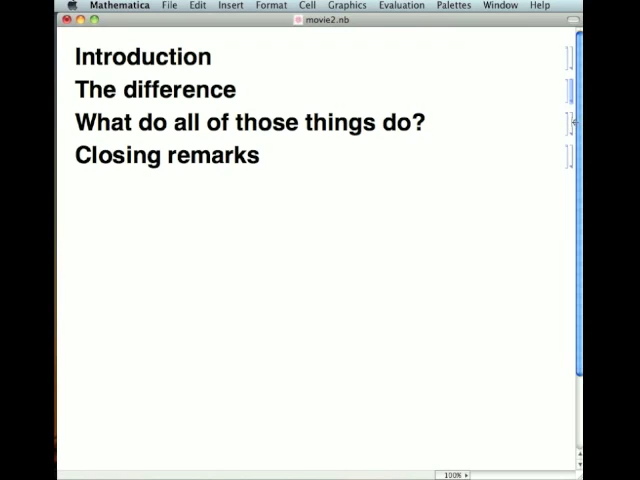 Mathematica File Edit Insert Format Cell Graphics Evaluation Palettes Window Help
movie2.nb
Introduction
The difference
What do all of those things do?
Closing remarks
100%